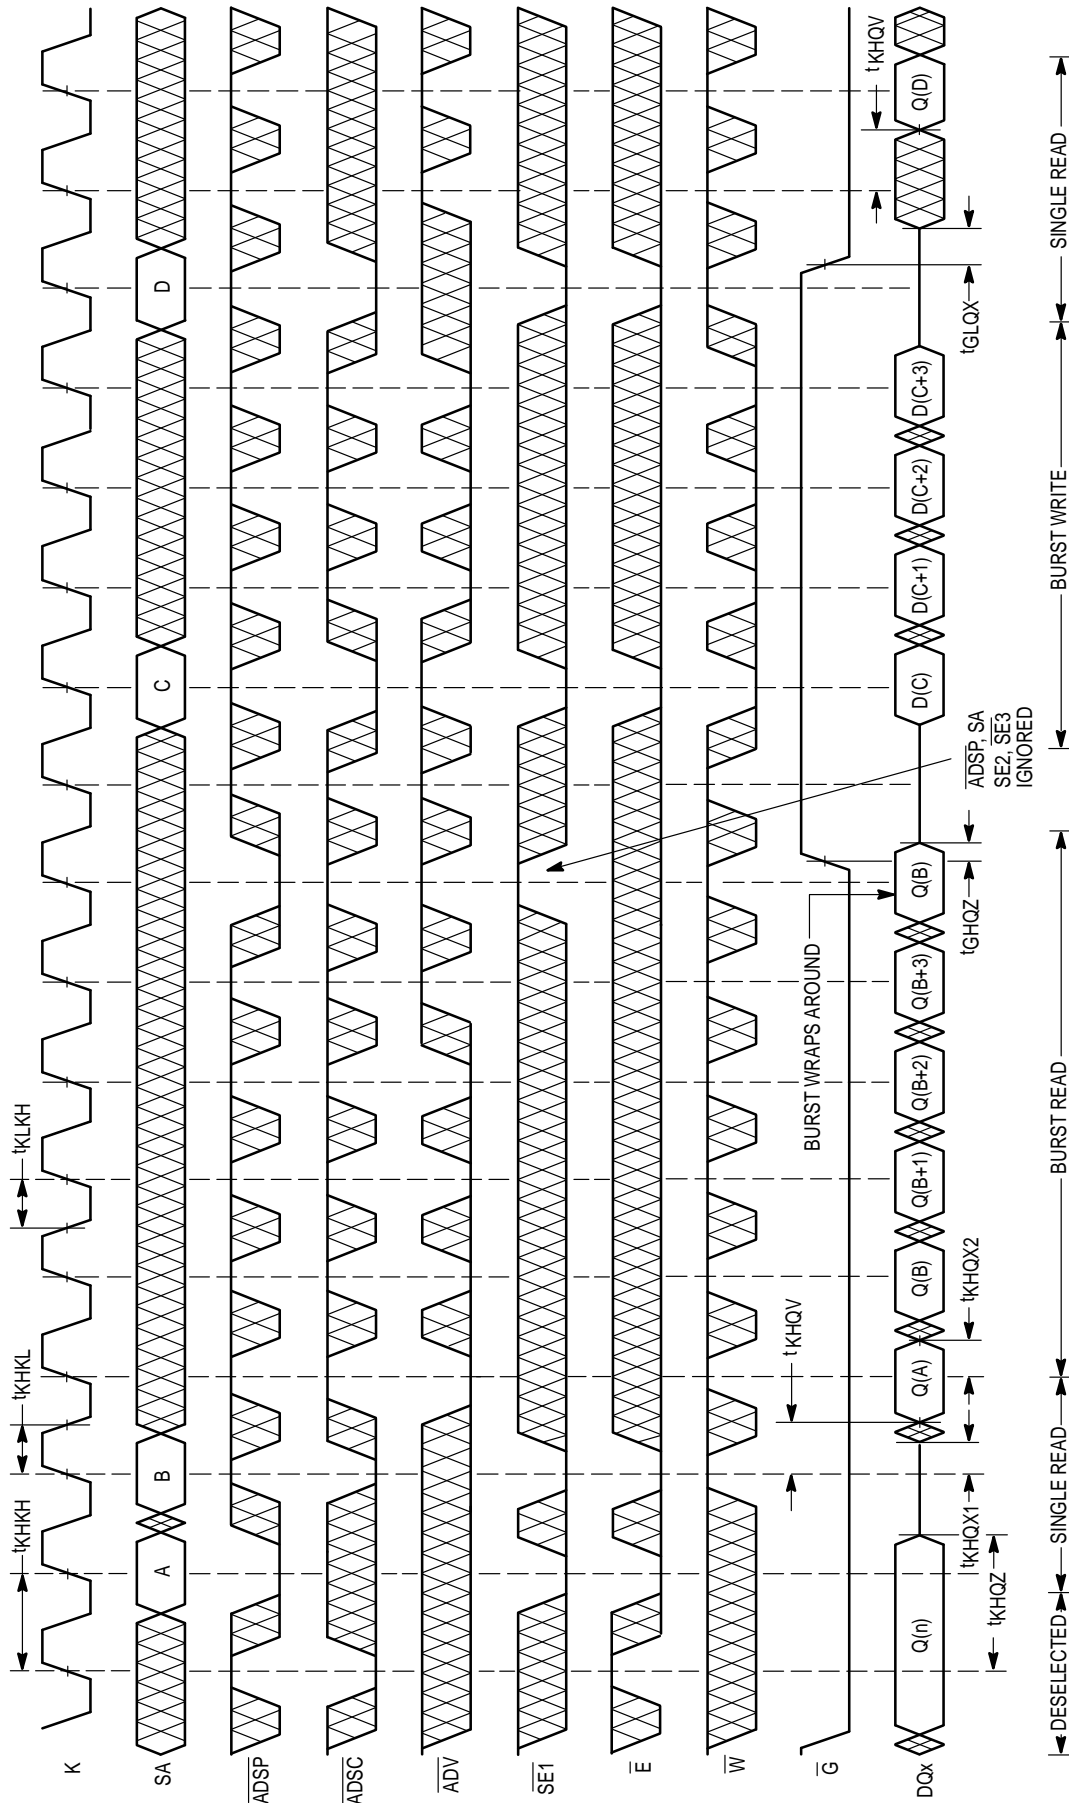 tKHKH
tKHKL
tKLKH
K
SA
A
B
C
D
ADSP
ADSC
ADV
SE1
E
W
tKHQV
BURST WRAPS AROUND
ADSP, SA
SE2, SE3
IGNORED
tKHQV
G
DQx
Q(n)
Q(A)
Q(B)
Q(B+1)
Q(B+2)
Q(B+3)
Q(B)
D(C)
D(C+1)
D(C+2)
D(C+3)
Q(D)
tKHQX1
tKHQX2
tGHQZ
tGLQX
tKHQZ
DESELECTED
SINGLE READ
BURST READ
BURST WRITE
SINGLE READ